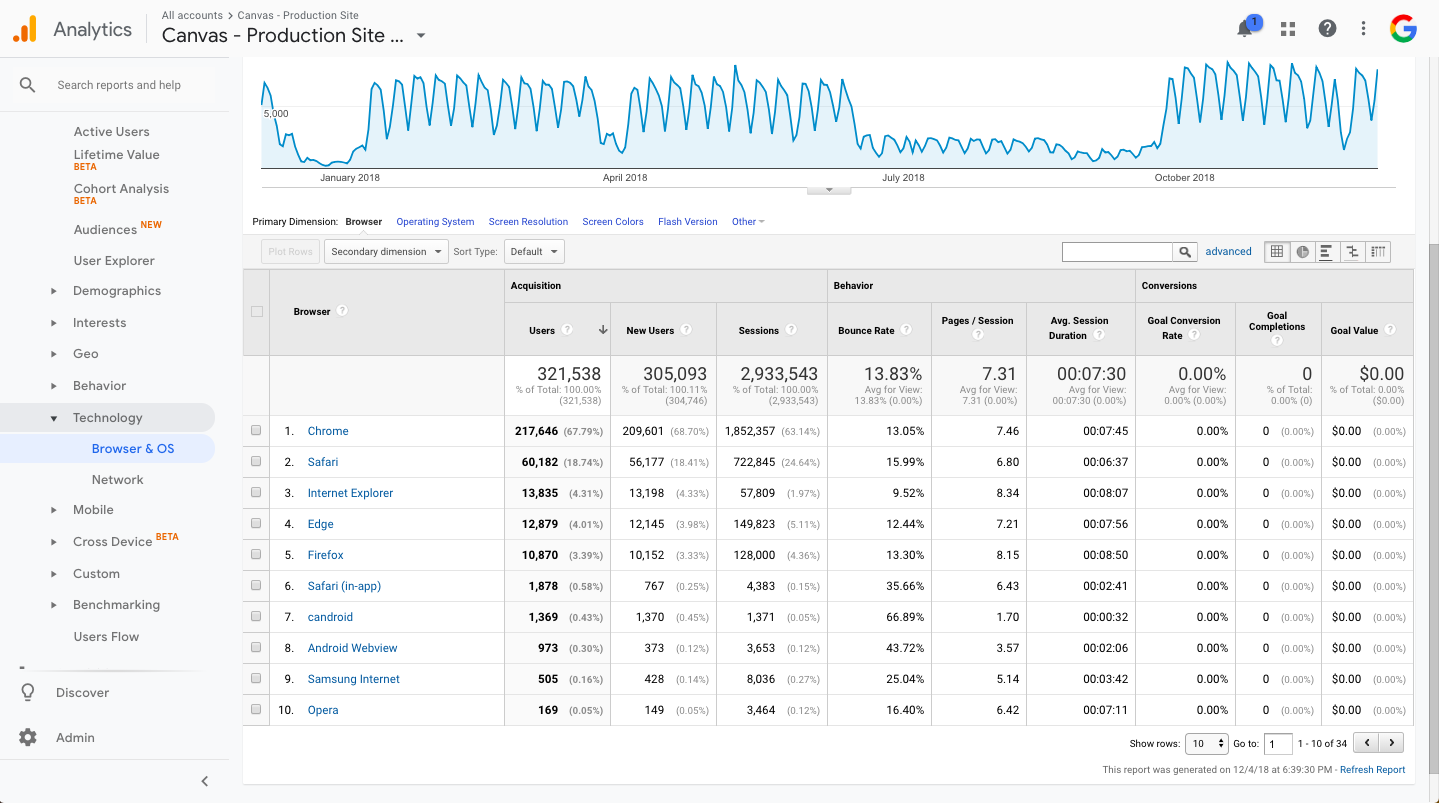 All accounts > Canvas - Production Site
Analytics
Canvas - Production Site ...
1
Search reports and help
Active Users
Lifetime Value
BETA
Cohort Analysis
BETA
Audiences NEW
User Explorer
Demographics
Interests
Geo
Behavior
Technology
Browser & OS
Network
Mobile
Cross Device BETA
Custom
Benchmarking
Users Flow
Discover
Admin
5,000
January 2018 April 2018 July 2018 October 2018
Primary Dimension: Browser Operating System Screen Resolution Screen Colors Flash Version Other
Plot Rows Secondary dimension Sort Type: Default advanced
Browser ? Acquisition Behavior Conversions
Users ? New Users ? Sessions ? Bounce Rate ? Pages / Session ? Avg. Session Duration ? Goal Conversion Rate ? Goal Completions ? Goal Value ?
321,538 305,093 2,933,543 13.83% 7.31 00:07:30 0.00% 0 $0.00
% of Total: 100.00% % of Total: 100.11% % of Total: 100.00% Avg for View: Avg for View: Avg for View: Avg for View: % of Total: % of Total: 0.00%
(321,538) (304,746) (2,933,543) 13.83% (0.00%) 7.31 (0.00%) 00:07:30 (0.00%) 0.00% (0.00%) 0.00% (0) ($0.00)
1. Chrome 217,646 (67.79%) 209,601 (68.70%) 1,852,357 (63.14%) 13.05% 7.46 00:07:45 0.00% 0 (0.00%) $0.00 (0.00%)
2. Safari 60,182 (18.74%) 56,177 (18.41%) 722,845 (24.64%) 15.99% 6.80 00:06:37 0.00% 0 (0.00%) $0.00 (0.00%)
3. Internet Explorer 13,835 (4.31%) 13,198 (4.33%) 57,809 (1.97%) 9.52% 8.34 00:08:07 0.00% 0 (0.00%) $0.00 (0.00%)
4. Edge 12,879 (4.01%) 12,145 (3.98%) 149,823 (5.11%) 12.44% 7.21 00:07:56 0.00% 0 (0.00%) $0.00 (0.00%)
5. Firefox 10,870 (3.39%) 10,152 (3.33%) 128,000 (4.36%) 13.30% 8.15 00:08:50 0.00% 0 (0.00%) $0.00 (0.00%)
6. Safari (in-app) 1,878 (0.58%) 767 (0.25%) 4,383 (0.15%) 35.66% 6.43 00:02:41 0.00% 0 (0.00%) $0.00 (0.00%)
7. candroid 1,369 (0.43%) 1,370 (0.45%) 1,371 (0.05%) 66.89% 1.70 00:00:32 0.00% 0 (0.00%) $0.00 (0.00%)
8. Android Webview 973 (0.30%) 373 (0.12%) 3,653 (0.12%) 43.72% 3.57 00:02:06 0.00% 0 (0.00%) $0.00 (0.00%)
9. Samsung Internet 505 (0.16%) 428 (0.14%) 8,036 (0.27%) 25.04% 5.14 00:03:42 0.00% 0 (0.00%) $0.00 (0.00%)
10. Opera 169 (0.05%) 149 (0.05%) 3,464 (0.12%) 16.40% 6.42 00:07:11 0.00% 0 (0.00%) $0.00 (0.00%)
Show rows: 10 Go to: 1 1 - 10 of 34
This report was generated on 12/4/18 at 6:39:30 PM - Refresh Report